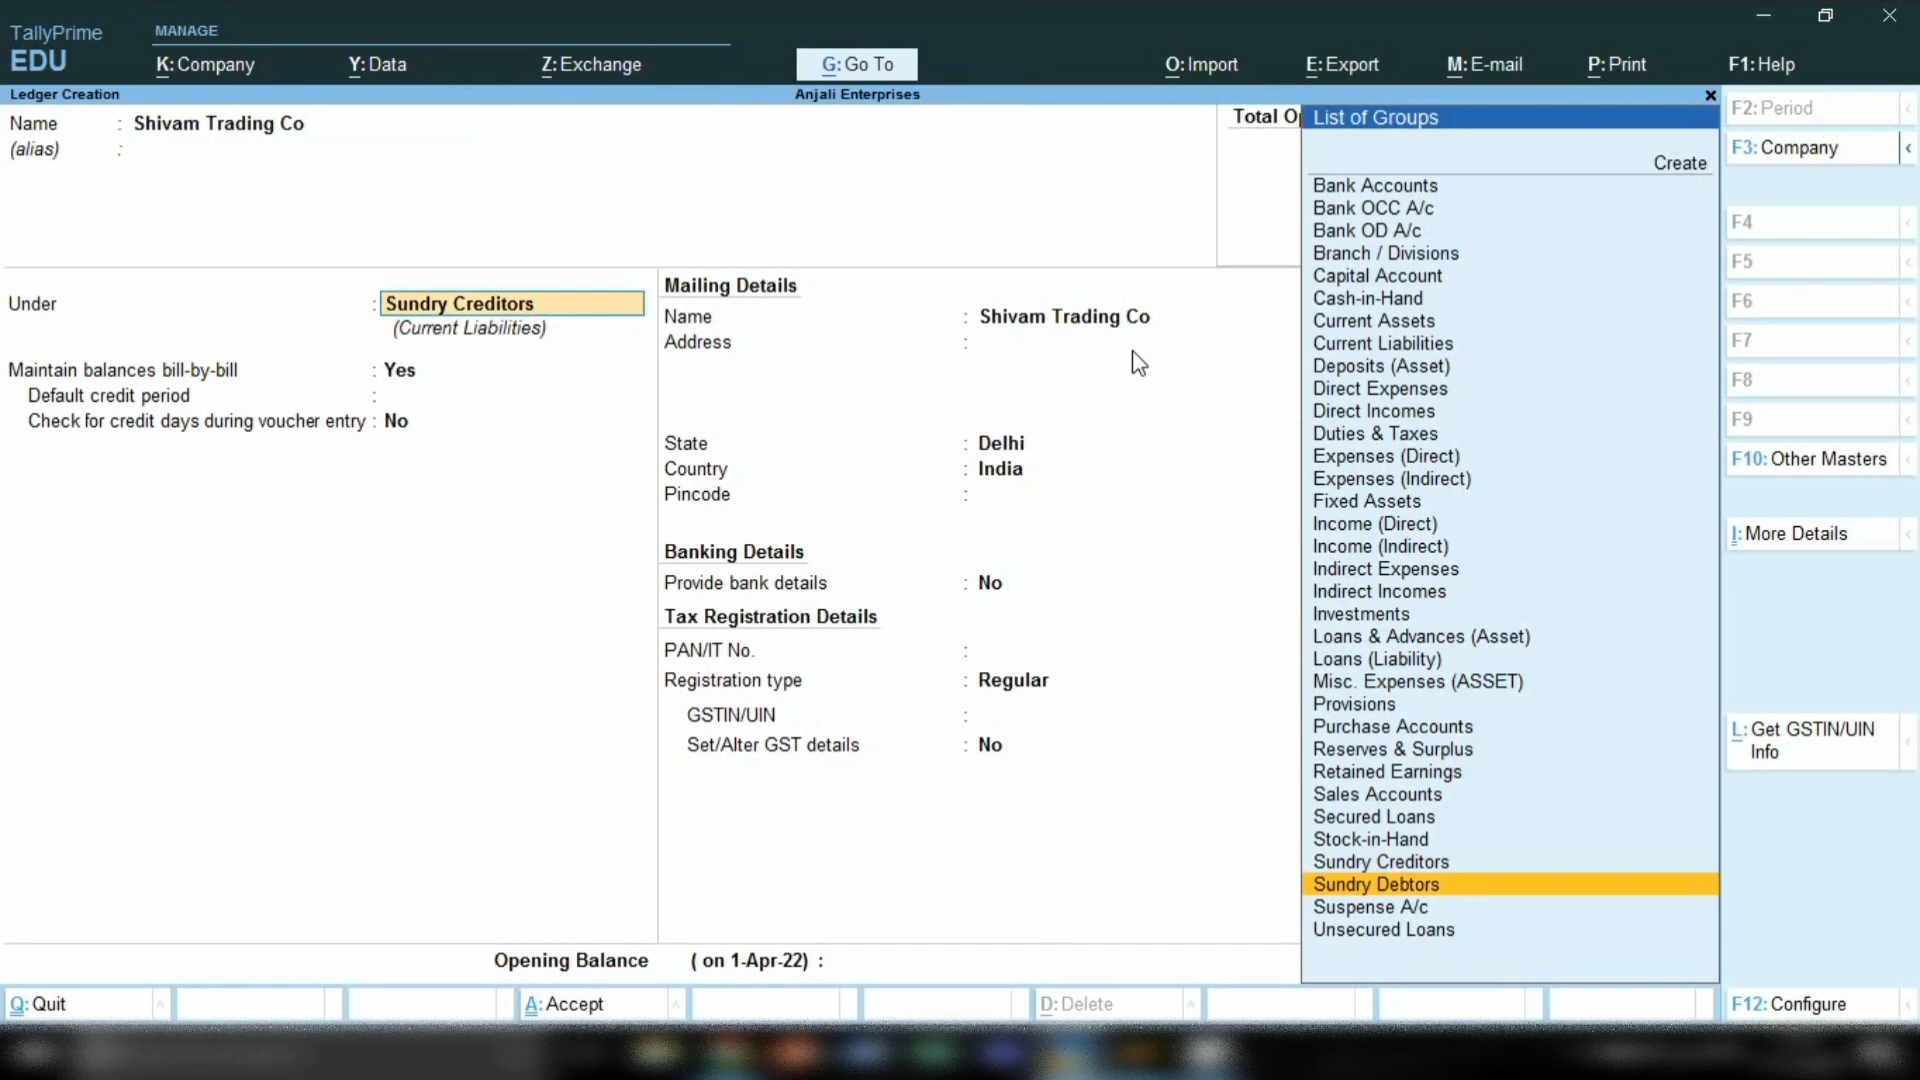 TallyPrime
EDU
MANAGE
K: Company
Y: Data
Z: Exchange
G: Go To
O: Import
E: Export
M: E-mail
P: Print
F1: Help
Ledger Creation
Anjali Enterprises
Name : Shivam Trading Co
(alias) :
Total O
Under : Sundry Creditors
(Current Liabilities)
Maintain balances bill-by-bill : Yes
Default credit period :
Check for credit days during voucher entry : No
Mailing Details
Name : Shivam Trading Co
Address :
State : Delhi
Country : India
Pincode :
Banking Details
Provide bank details : No
Tax Registration Details
PAN/IT No. :
Registration type : Regular
GSTIN/UIN :
Set/Alter GST details : No
Opening Balance ( on 1-Apr-22) :
List of Groups
Create
Bank Accounts
Bank OCC A/c
Bank OD A/c
Branch / Divisions
Capital Account
Cash-in-Hand
Current Assets
Current Liabilities
Deposits (Asset)
Direct Expenses
Direct Incomes
Duties & Taxes
Expenses (Direct)
Expenses (Indirect)
Fixed Assets
Income (Direct)
Income (Indirect)
Indirect Expenses
Indirect Incomes
Investments
Loans & Advances (Asset)
Loans (Liability)
Misc. Expenses (ASSET)
Provisions
Purchase Accounts
Reserves & Surplus
Retained Earnings
Sales Accounts
Secured Loans
Stock-in-Hand
Sundry Creditors
Sundry Debtors
Suspense A/c
Unsecured Loans
F2: Period
F3: Company
F4
F5
F6
F7
F8
F9
F10: Other Masters
I: More Details
L: Get GSTIN/UIN
Info
Q: Quit
A: Accept
D: Delete
F12: Configure